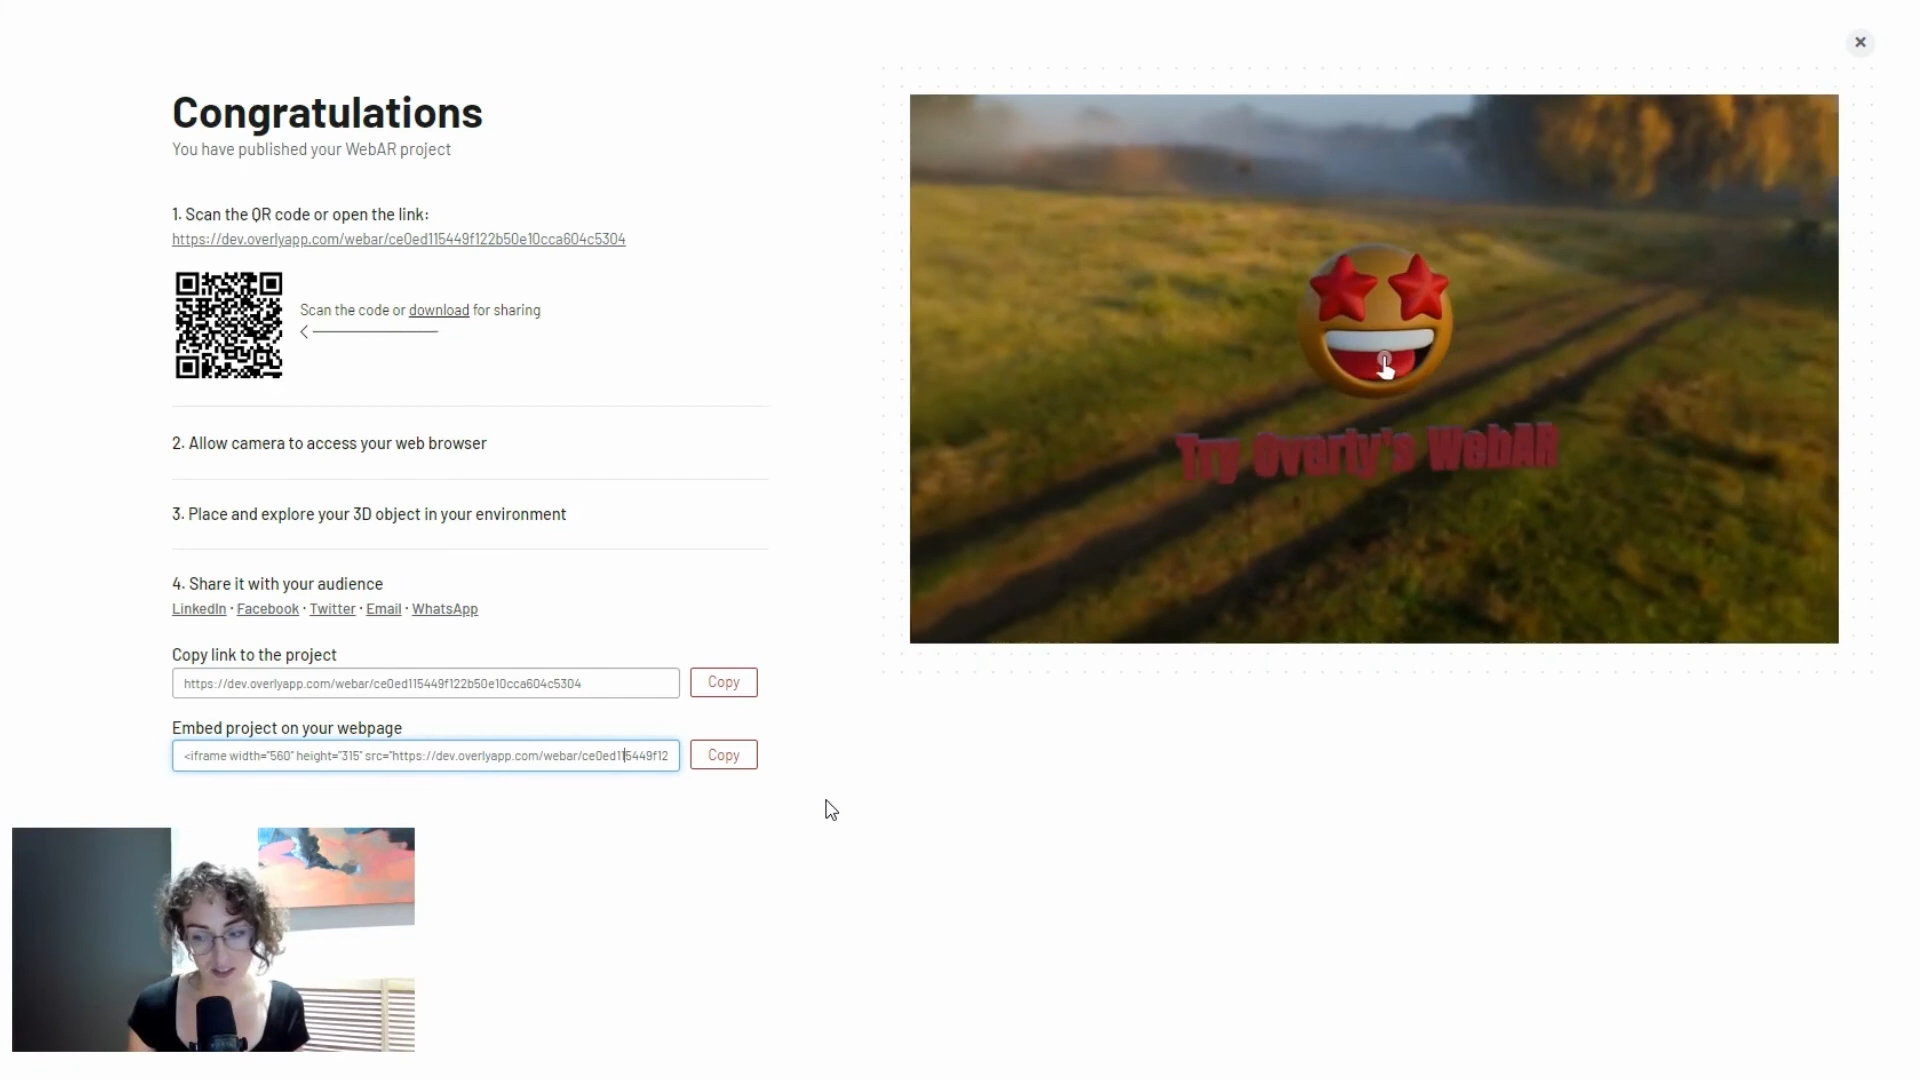 Congratulations
You have published your WebAR project
1. Scan the QR code or open the link:
https://dev.overlyapp.com/webar/ce0ed115449f122b50e10cca604c5304
Scan the code or download for sharing
2. Allow camera to access your web browser
3. Place and explore your 3D object in your environment
4. Share it with your audience
LinkedIn · Facebook · Twitter · Email · WhatsApp
Copy link to the project
https://dev.overlyapp.com/webar/ce0ed115449f122b50e10cca604c5304
Copy
Embed project on your webpage
<iframe width="560" height="315" src="https://dev.overlyapp.com/webar/ce0ed115449f12
Copy
Try Overly's WebAR